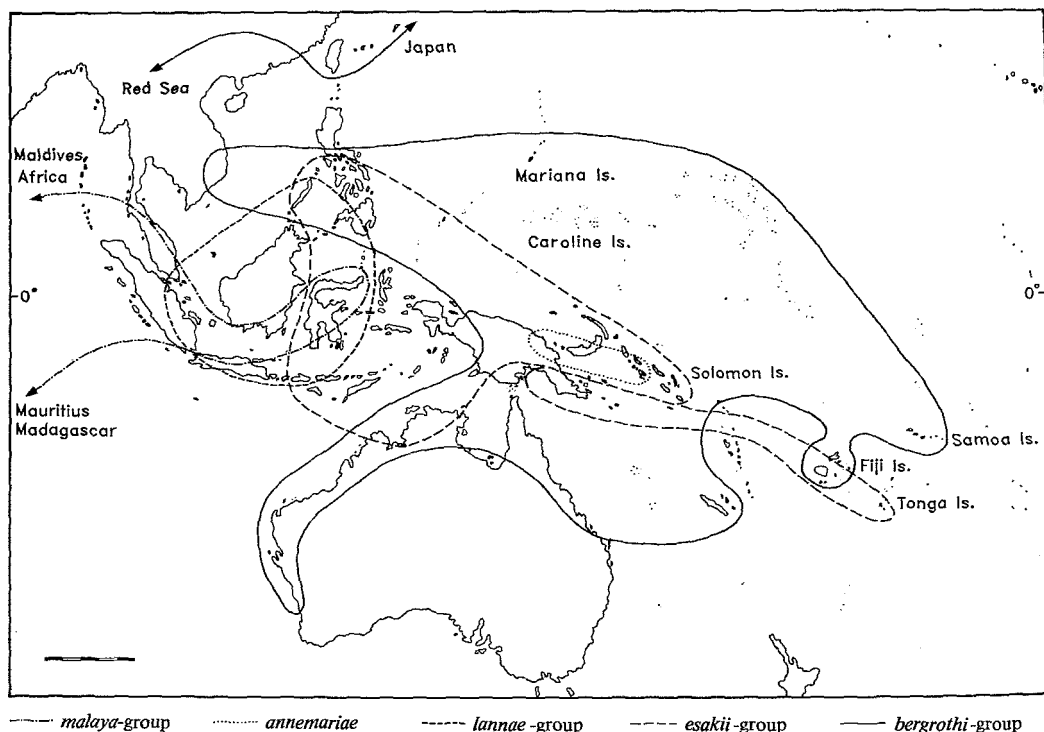 Japan
Red Sea
Maldives
Africa
Mariana Is.
Caroline Is.
0°
0°
Solomon Is.
Mauritius
Madagascar
Samoa Is.
Fiji Is.
Tonga Is.
malaya-group annemariae lannae-group esakii-group bergrothi-group